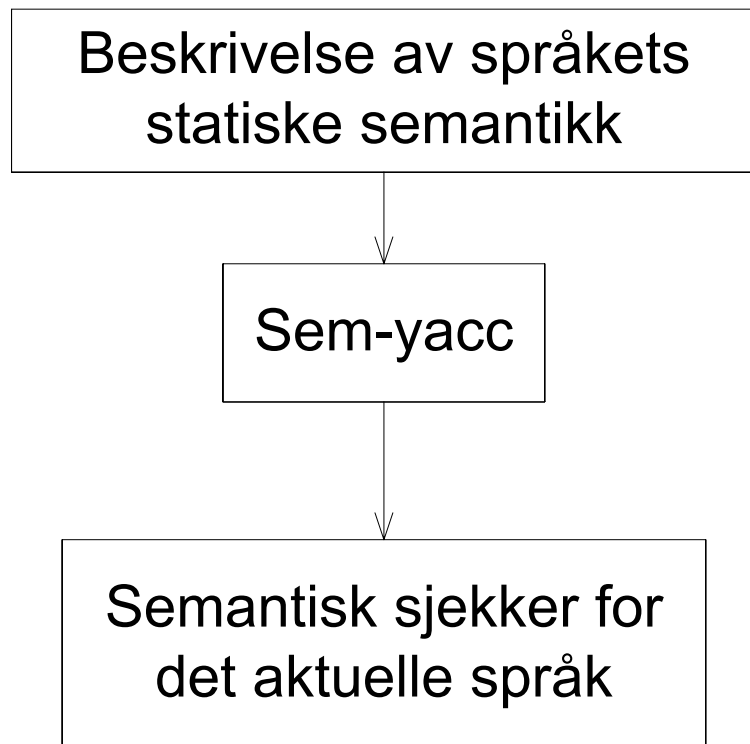 Beskrivelse av språkets
statiske semantikk
Sem-yacc
Semantisk sjekker for
det aktuelle språk